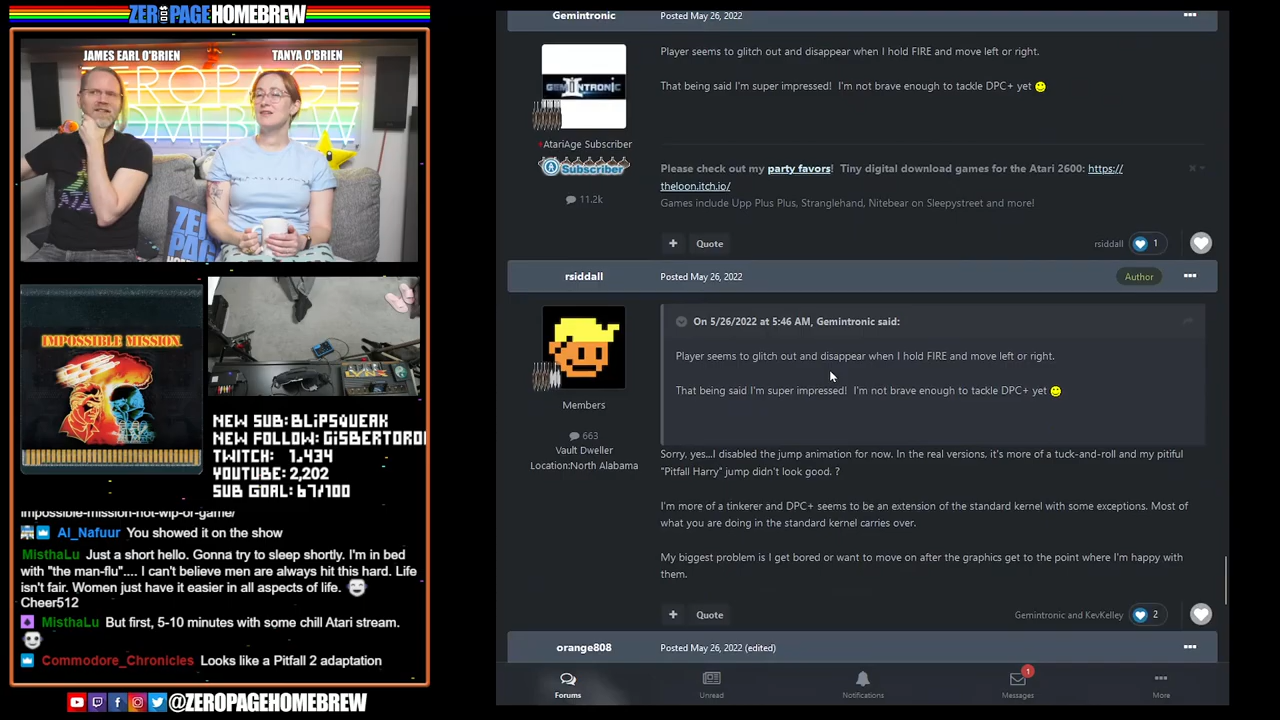 ZEROPAGE HOMEBREW
JAMES EARL O'BRIEN
TANYA O'BRIEN
ZEROPAGE
HOMEBREW
ZERO
PAGE
IMPOSSIBLE MISSION
NEW SUB: BLIPSQUEAK
NEW FOLLOW: GISBERTORO
TWITCH: 1,434
YOUTUBE: 2,202
SUB GOAL: 67/100
impossible-mission-not-wip-or-game/
Al_Nafuur You showed it on the show
MisthaLu Just a short hello. Gonna try to sleep shortly. I'm in bed
with "the man-flu".... I can't believe men are always hit this hard. Life
isn't fair. Women just have it easier in all aspects of life.
Cheer512
MisthaLu But first, 5-10 minutes with some chill Atari stream.
Commodore_Chronicles Looks like a Pitfall 2 adaptation
@ZEROPAGEHOMEBREW
Gemintronic
Posted May 26, 2022
GEMINTRONIC
AtariAge Subscriber
Subscriber
11.2k
Player seems to glitch out and disappear when I hold FIRE and move left or right.
That being said I'm super impressed! I'm not brave enough to tackle DPC+ yet
Please check out my party favors! Tiny digital download games for the Atari 2600: https://
theloon.itch.io/
Games include Upp Plus Plus, Stranglehand, Nitebear on Sleepystreet and more!
+ Quote
rsiddall 1
rsiddall
Posted May 26, 2022
Author
Members
663
Vault Dweller
Location:North Alabama
On 5/26/2022 at 5:46 AM, Gemintronic said:
Player seems to glitch out and disappear when I hold FIRE and move left or right.
That being said I'm super impressed! I'm not brave enough to tackle DPC+ yet
Sorry, yes...I disabled the jump animation for now. In the real versions. it's more of a tuck-and-roll and my pitiful
"Pitfall Harry" jump didn't look good. ?
I'm more of a tinkerer and DPC+ seems to be an extension of the standard kernel with some exceptions. Most of
what you are doing in the standard kernel carries over.
My biggest problem is I get bored or want to move on after the graphics get to the point where I'm happy with
them.
+ Quote
Gemintronic and KevKelley 2
orange808
Posted May 26, 2022 (edited)
Forums
Unread
Notifications
1
Messages
More